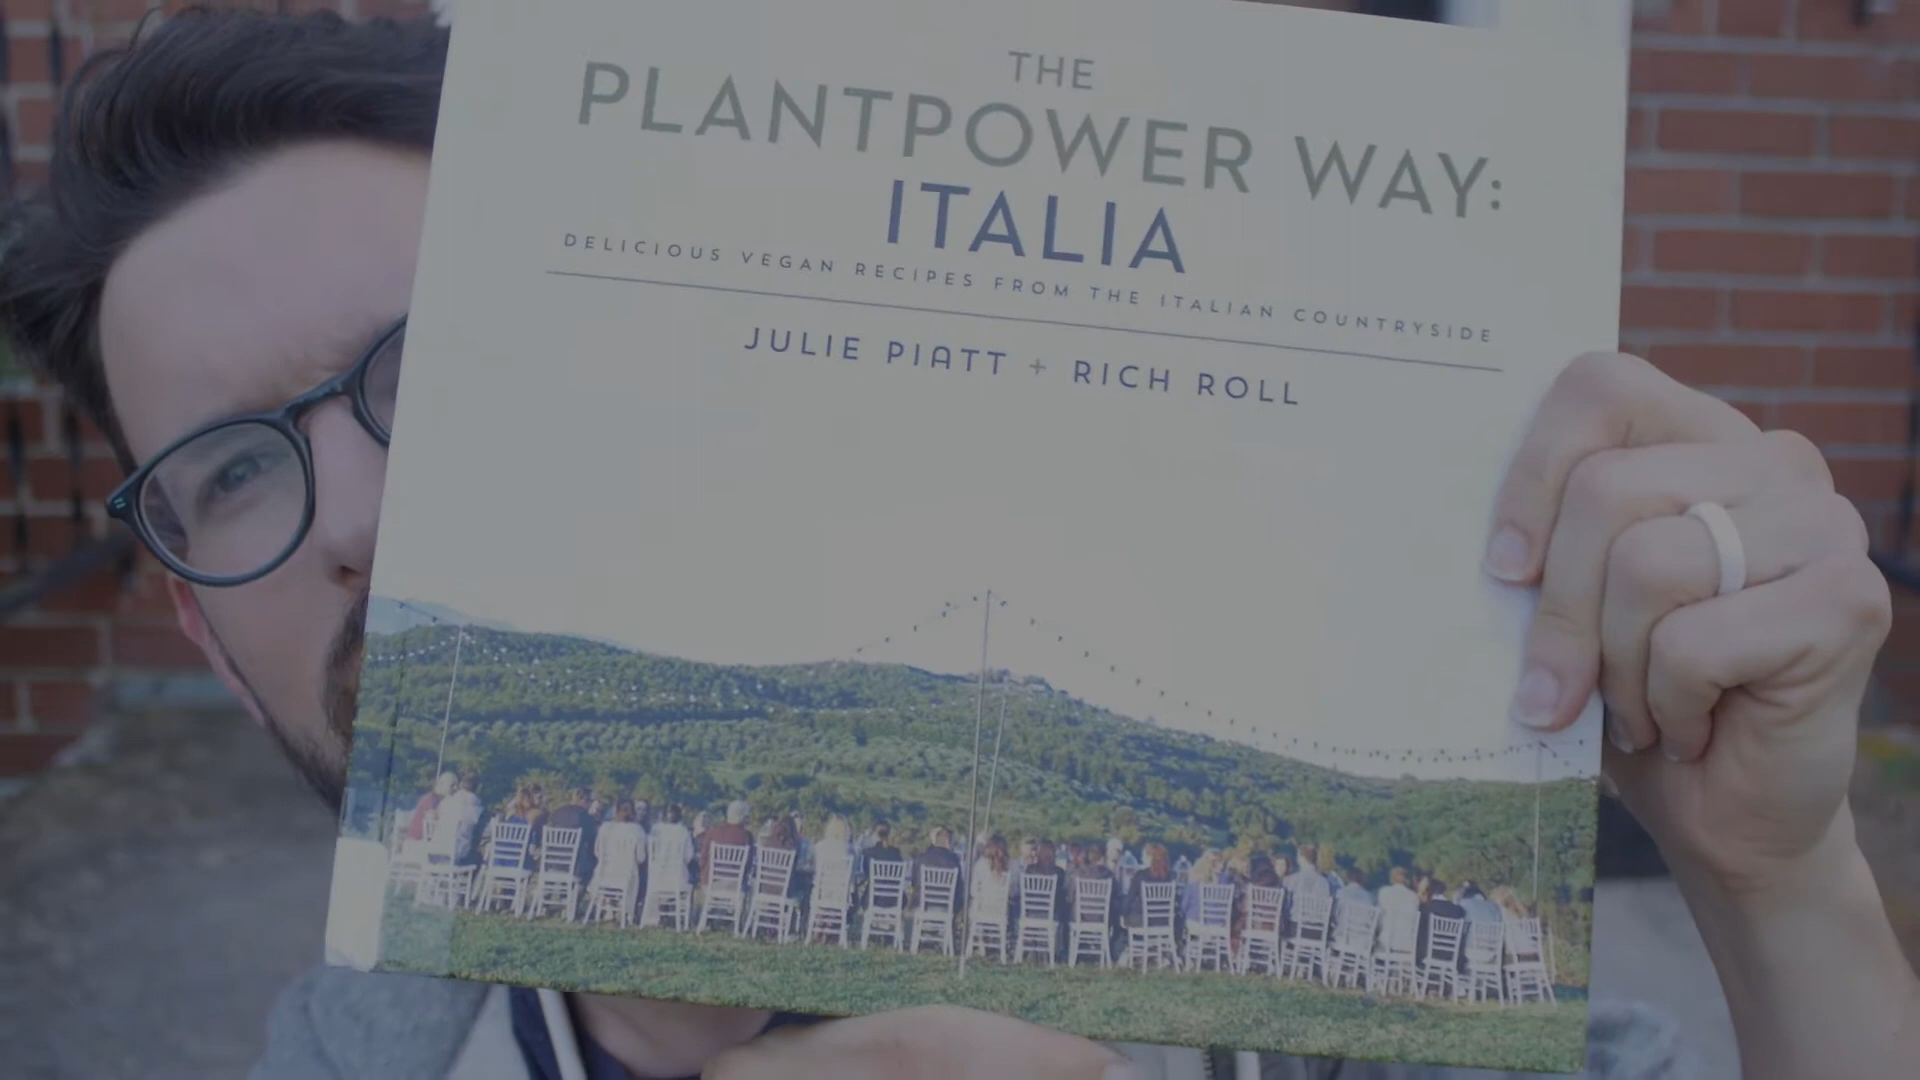 THE
PLANTPOWER WAY:
ITALIA
DELICIOUS VEGAN RECIPES FROM THE ITALIAN COUNTRYSIDE
JULIE PIATT + RICH ROLL